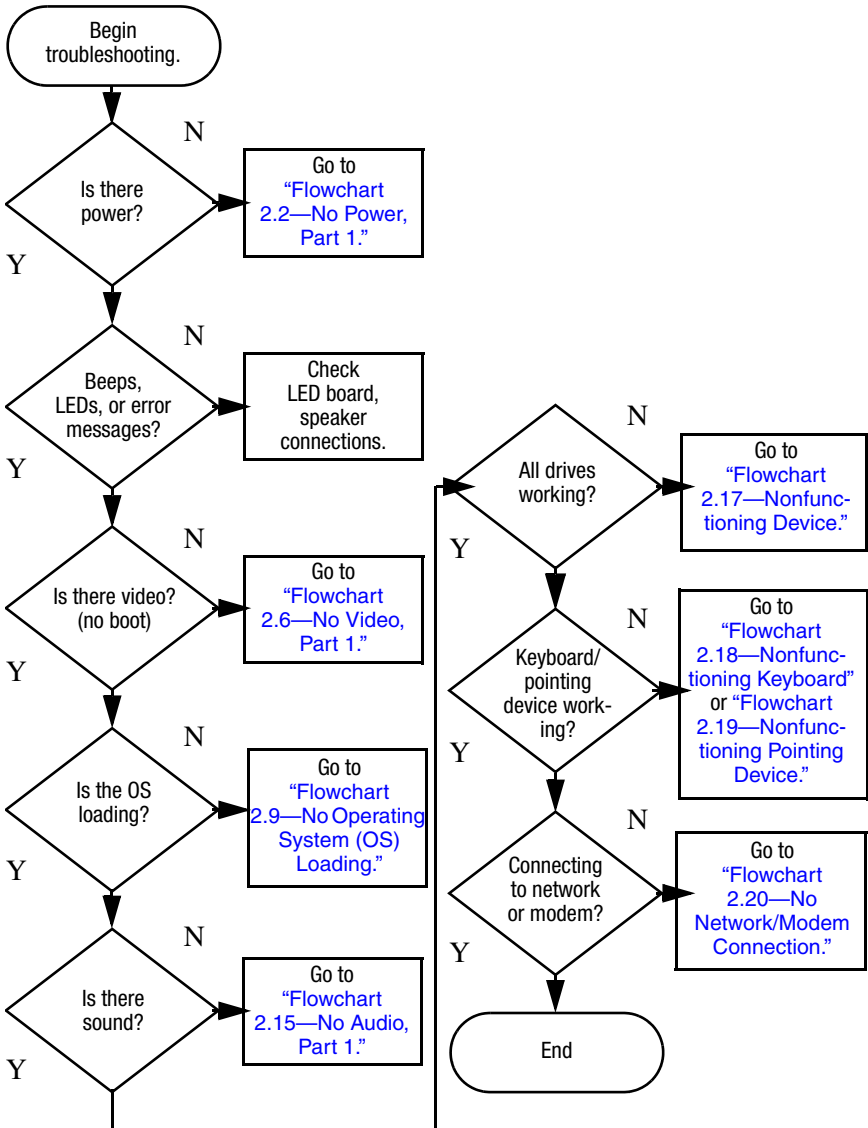 Begin
troubleshooting.
N
Is there
power?
Go to
“Flowchart
2.2—No Power,
Part 1.”
Y
N
Beeps,
LEDs, or error
messages?
Check
LED board,
speaker
connections.
Y
N
Is there video?
(no boot)
Go to
“Flowchart
2.6—No Video,
Part 1.”
Y
N
Is the OS
loading?
Go to
“Flowchart
2.9—No Operating
System (OS)
Loading.”
Y
N
Is there
sound?
Go to
“Flowchart
2.15—No Audio,
Part 1.”
Y
N
All drives
working?
Go to
“Flowchart
2.17—Nonfunc-
tioning Device.”
Y
N
Keyboard/
pointing
device work-
ing?
Go to
“Flowchart
2.18—Nonfunc-
tioning Keyboard”
or “Flowchart
2.19—Nonfunc-
tioning Pointing
Device.”
Y
N
Connecting
to network
or modem?
Go to
“Flowchart
2.20—No
Network/Modem
Connection.”
Y
End